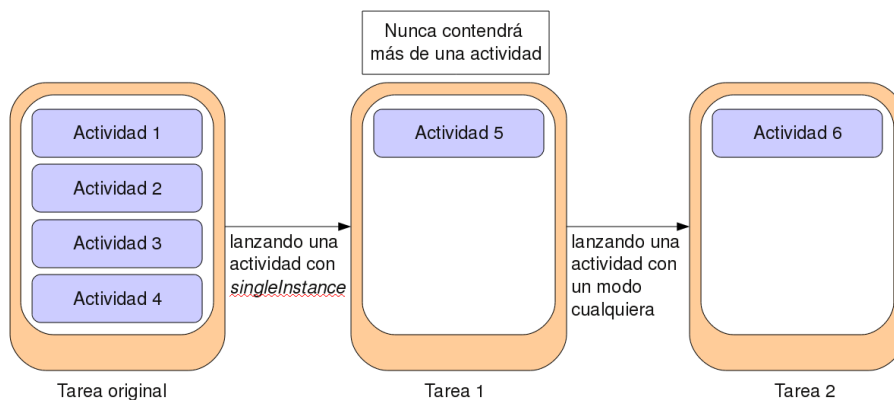 Nunca contendrá
más de una actividad
Actividad 1
Actividad 2
Actividad 3
Actividad 4
Tarea original
lanzando una
actividad con
singleInstance
Actividad 5
Tarea 1
lanzando una
actividad con
un modo
cualquiera
Actividad 6
Tarea 2